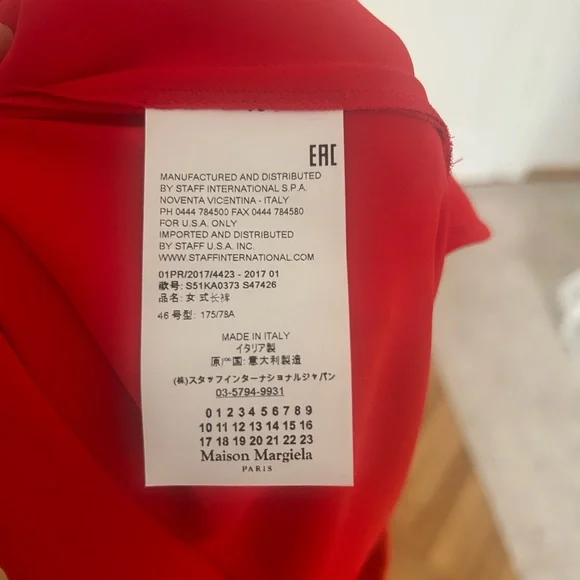 EAC
MANUFACTURED AND DISTRIBUTED
BY STAFF INTERNATIONAL S.P.A.
NOVENTA VICENTINA - ITALY
PH 0444 784500 FAX 0444 784580
FOR U.S.A. ONLY
IMPORTED AND DISTRIBUTED
BY STAFF U.S.A. INC.
WWW.STAFFINTERNATIONAL.COM
01PR/2017/4423 - 2017 01
款号: S51KA0373 S47426
品名: 女式长裤
46 号型: 175/78A
MADE IN ITALY
イタリア製
原产国: 意大利製造
(株)スタッフインターナショナルジャパン
03-5794-9931
0 1 2 3 4 5 6 7 8 9
10 11 12 13 14 15 16
17 18 19 20 21 22 23
Maison Margiela
PARIS